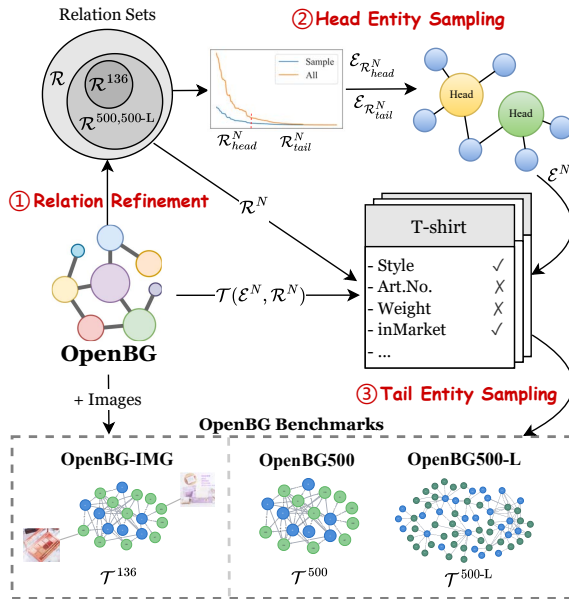 Relation Sets
② Head Entity Sampling
Sample
All
ℛ
ℛ^136
ℛ^500,500-L
ℛ^N_head
ℛ^N_tail
ℰ_ℛ^N_head
ℰ_ℛ^N_tail
Head
Head
ℰ^N
① Relation Refinement
ℛ^N
T-shirt
- Style ✓
- Art.No. ✗
- Weight ✗
- inMarket ✓
- ...
𝒯(ℰ^N, ℛ^N)
OpenBG
③ Tail Entity Sampling
+ Images
OpenBG Benchmarks
OpenBG-IMG
OpenBG500
OpenBG500-L
𝒯^136
𝒯^500
𝒯^500-L